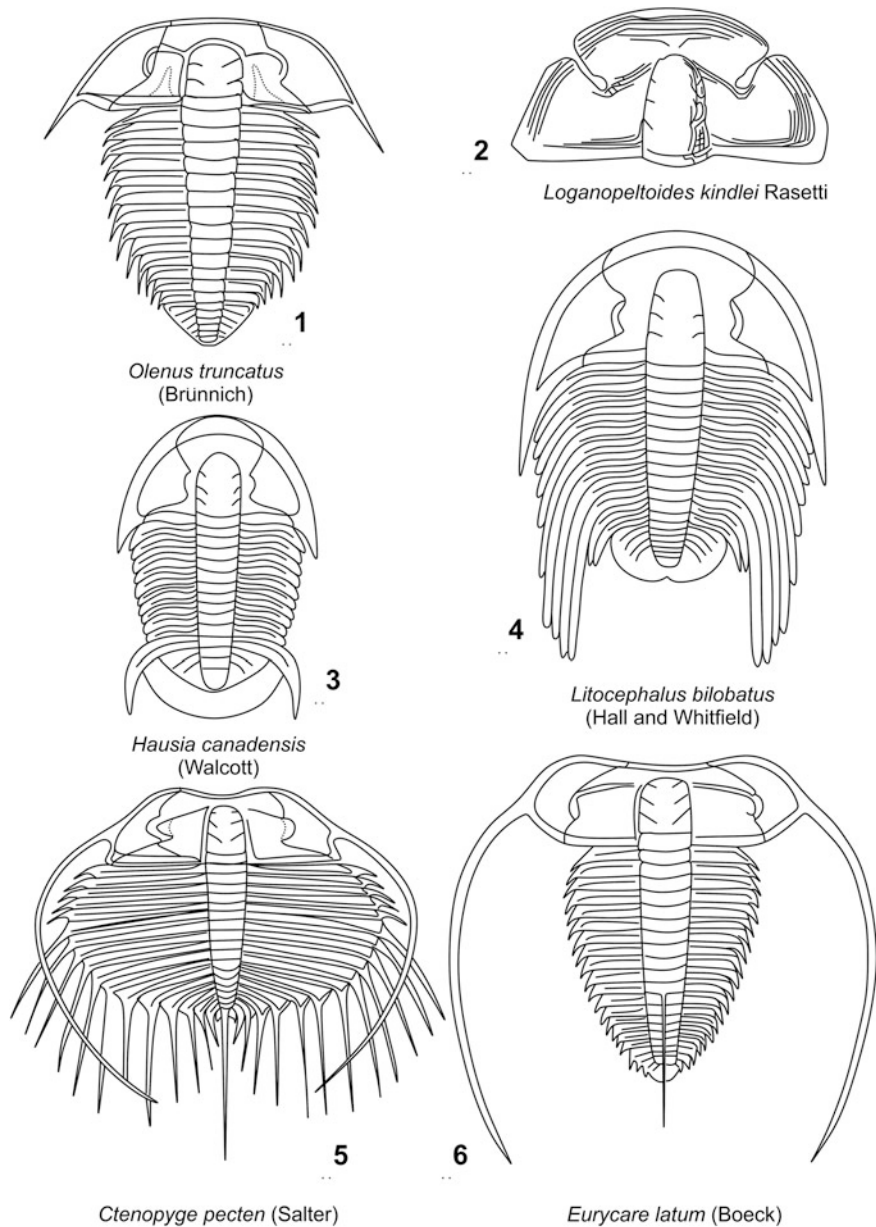 1
Olenus truncatus
(Brünnich)
2
Loganopeltoides kindlei Rasetti
3
Hausia canadensis
(Walcott)
4
Litocephalus bilobatus
(Hall and Whitfield)
5
Ctenopyge pecten (Salter)
6
Eurycare latum (Boeck)